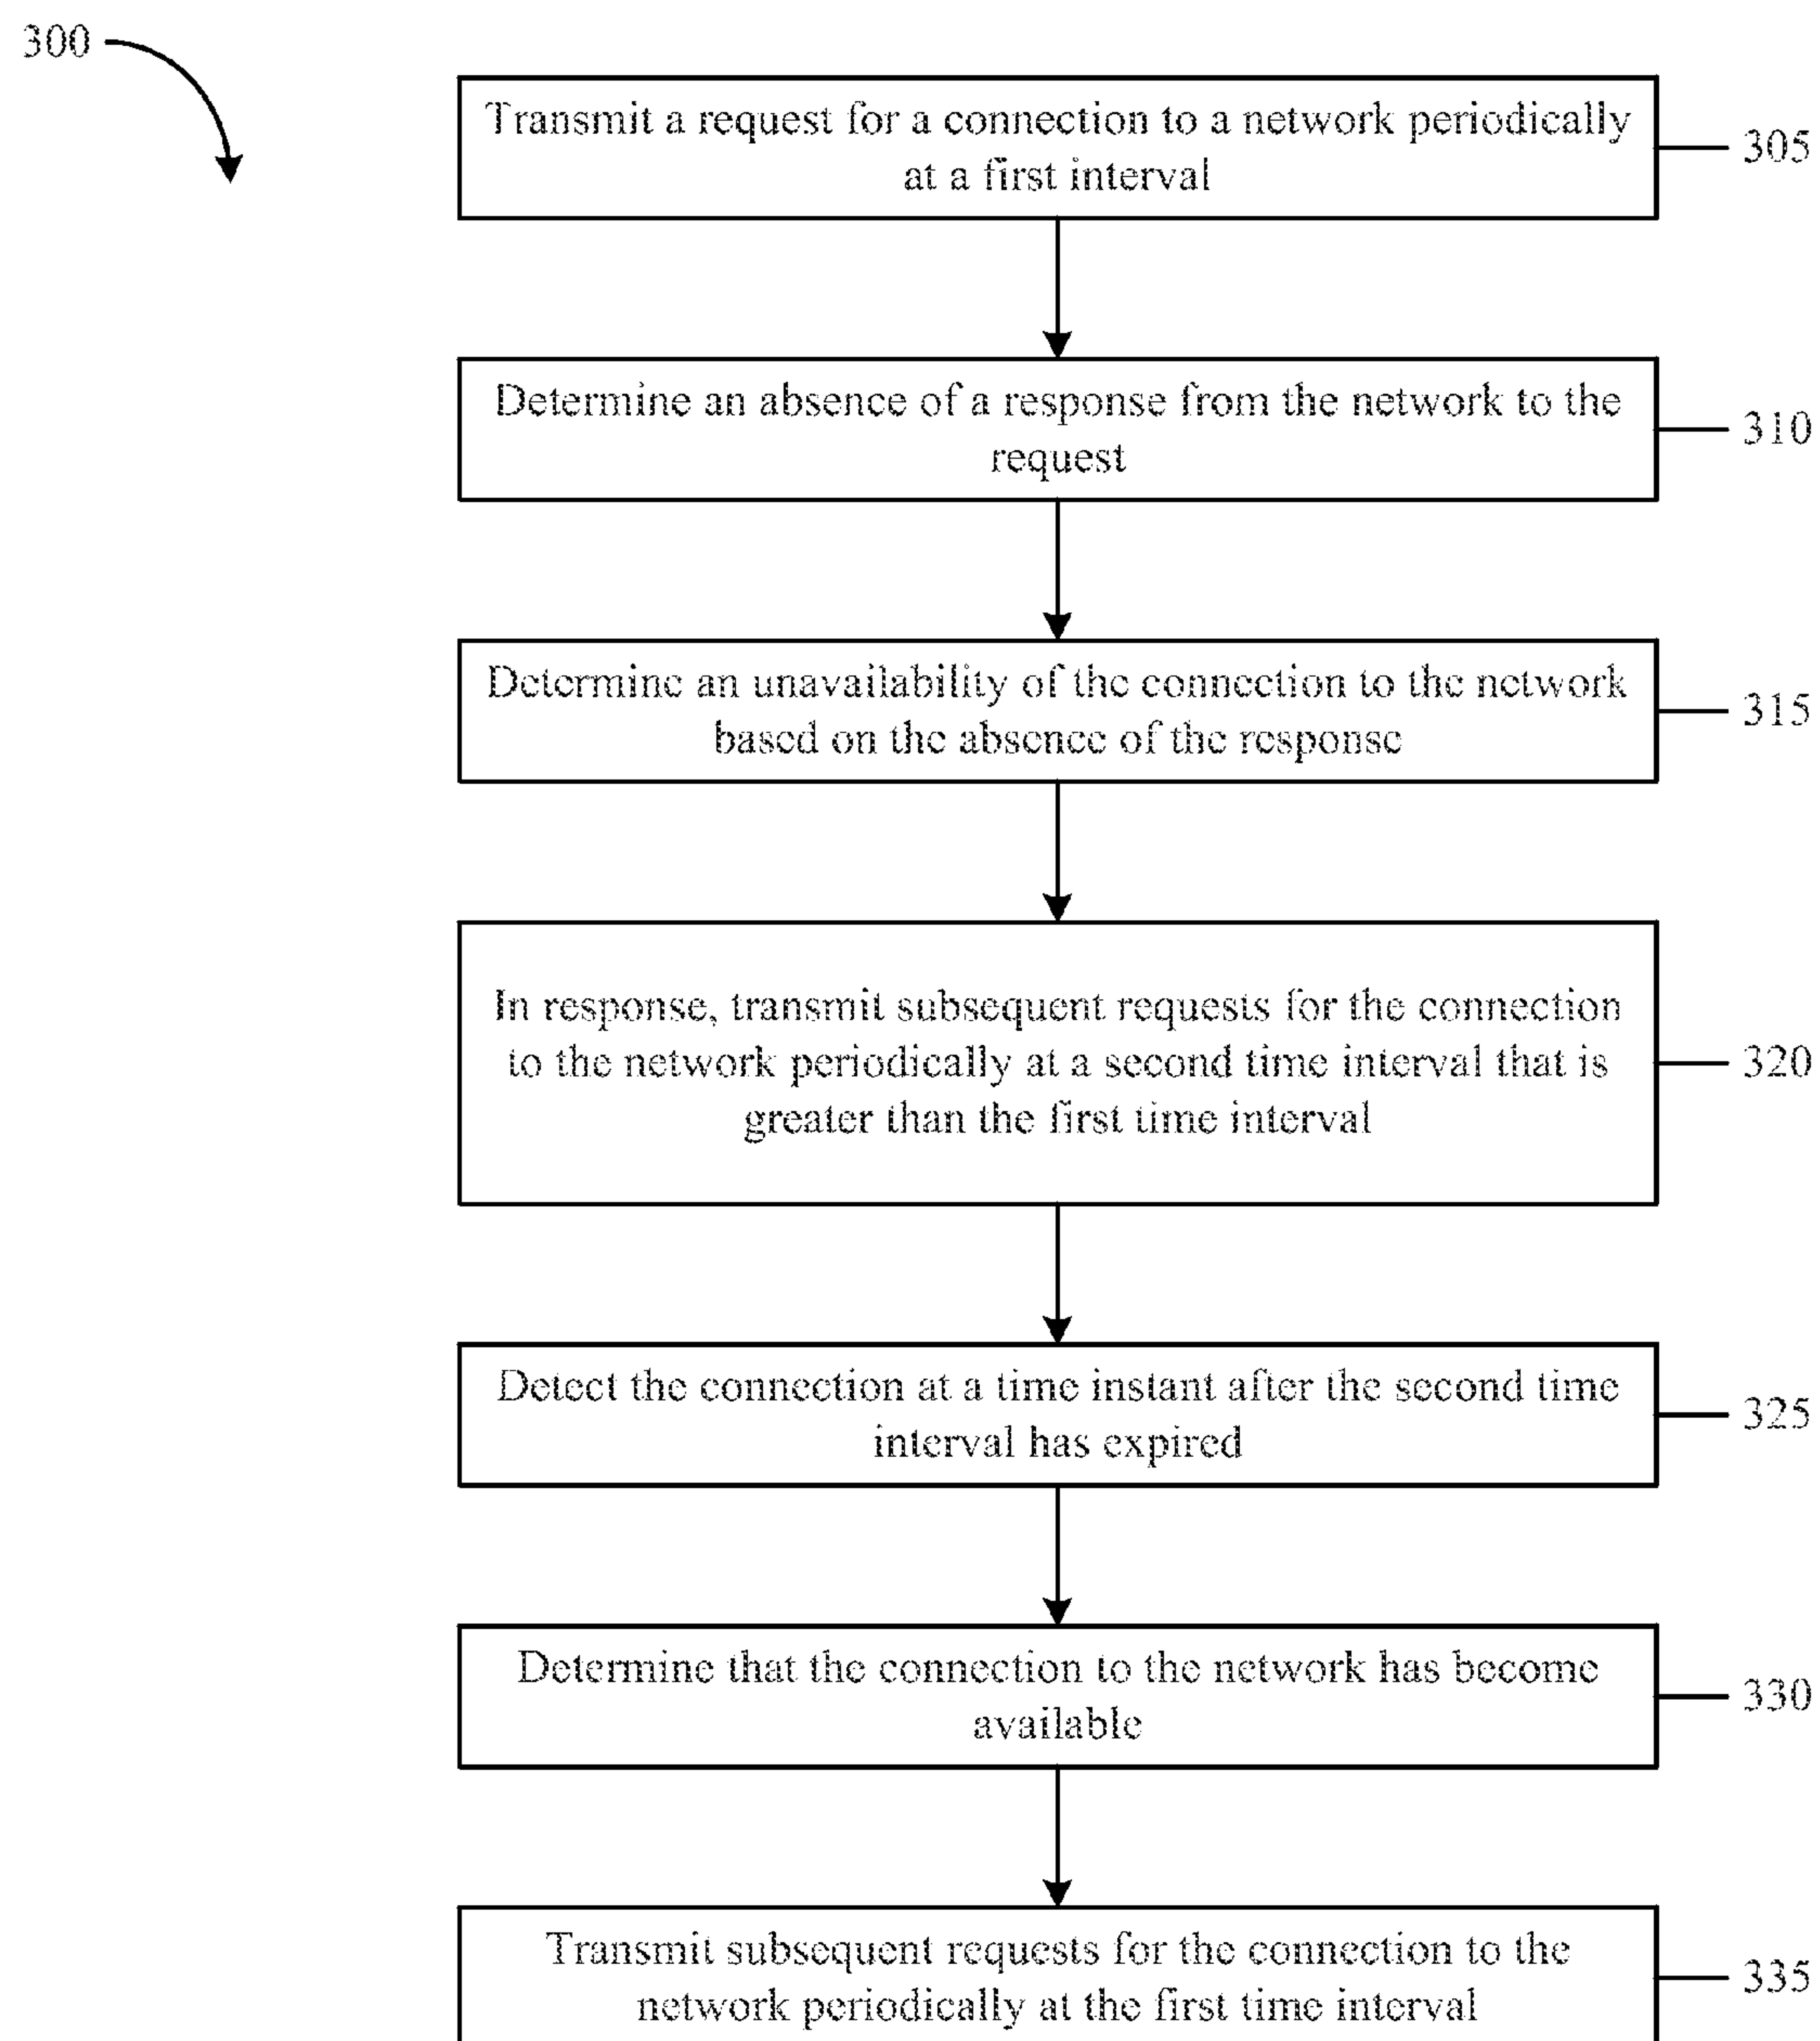 300
Transmit a request for a connection to a network periodically
at a first interval
305
Determine an absence of a response from the network to the
request
310
Determine an unavailability of the connection to the network
based on the absence of the response
315
In response, transmit subsequent requests for the connection
to the network periodically at a second time interval that is
greater than the first time interval
320
Detect the connection at a time instant after the second time
interval has expired
325
Determine that the connection to the network has become
available
330
Transmit subsequent requests for the connection to the
network periodically at the first time interval
335